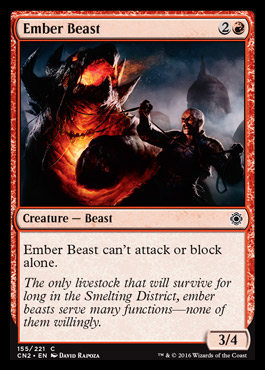 Ember Beast 2
Creature — Beast
Ember Beast can't attack or block
alone.
The only livestock that will survive for
long in the Smelting District, ember
beasts serve many functions—none of
them willingly.
3/4
155/221 C
CN2 • EN DAVID RAPOZA
™ & © 2016 Wizards of the Coast